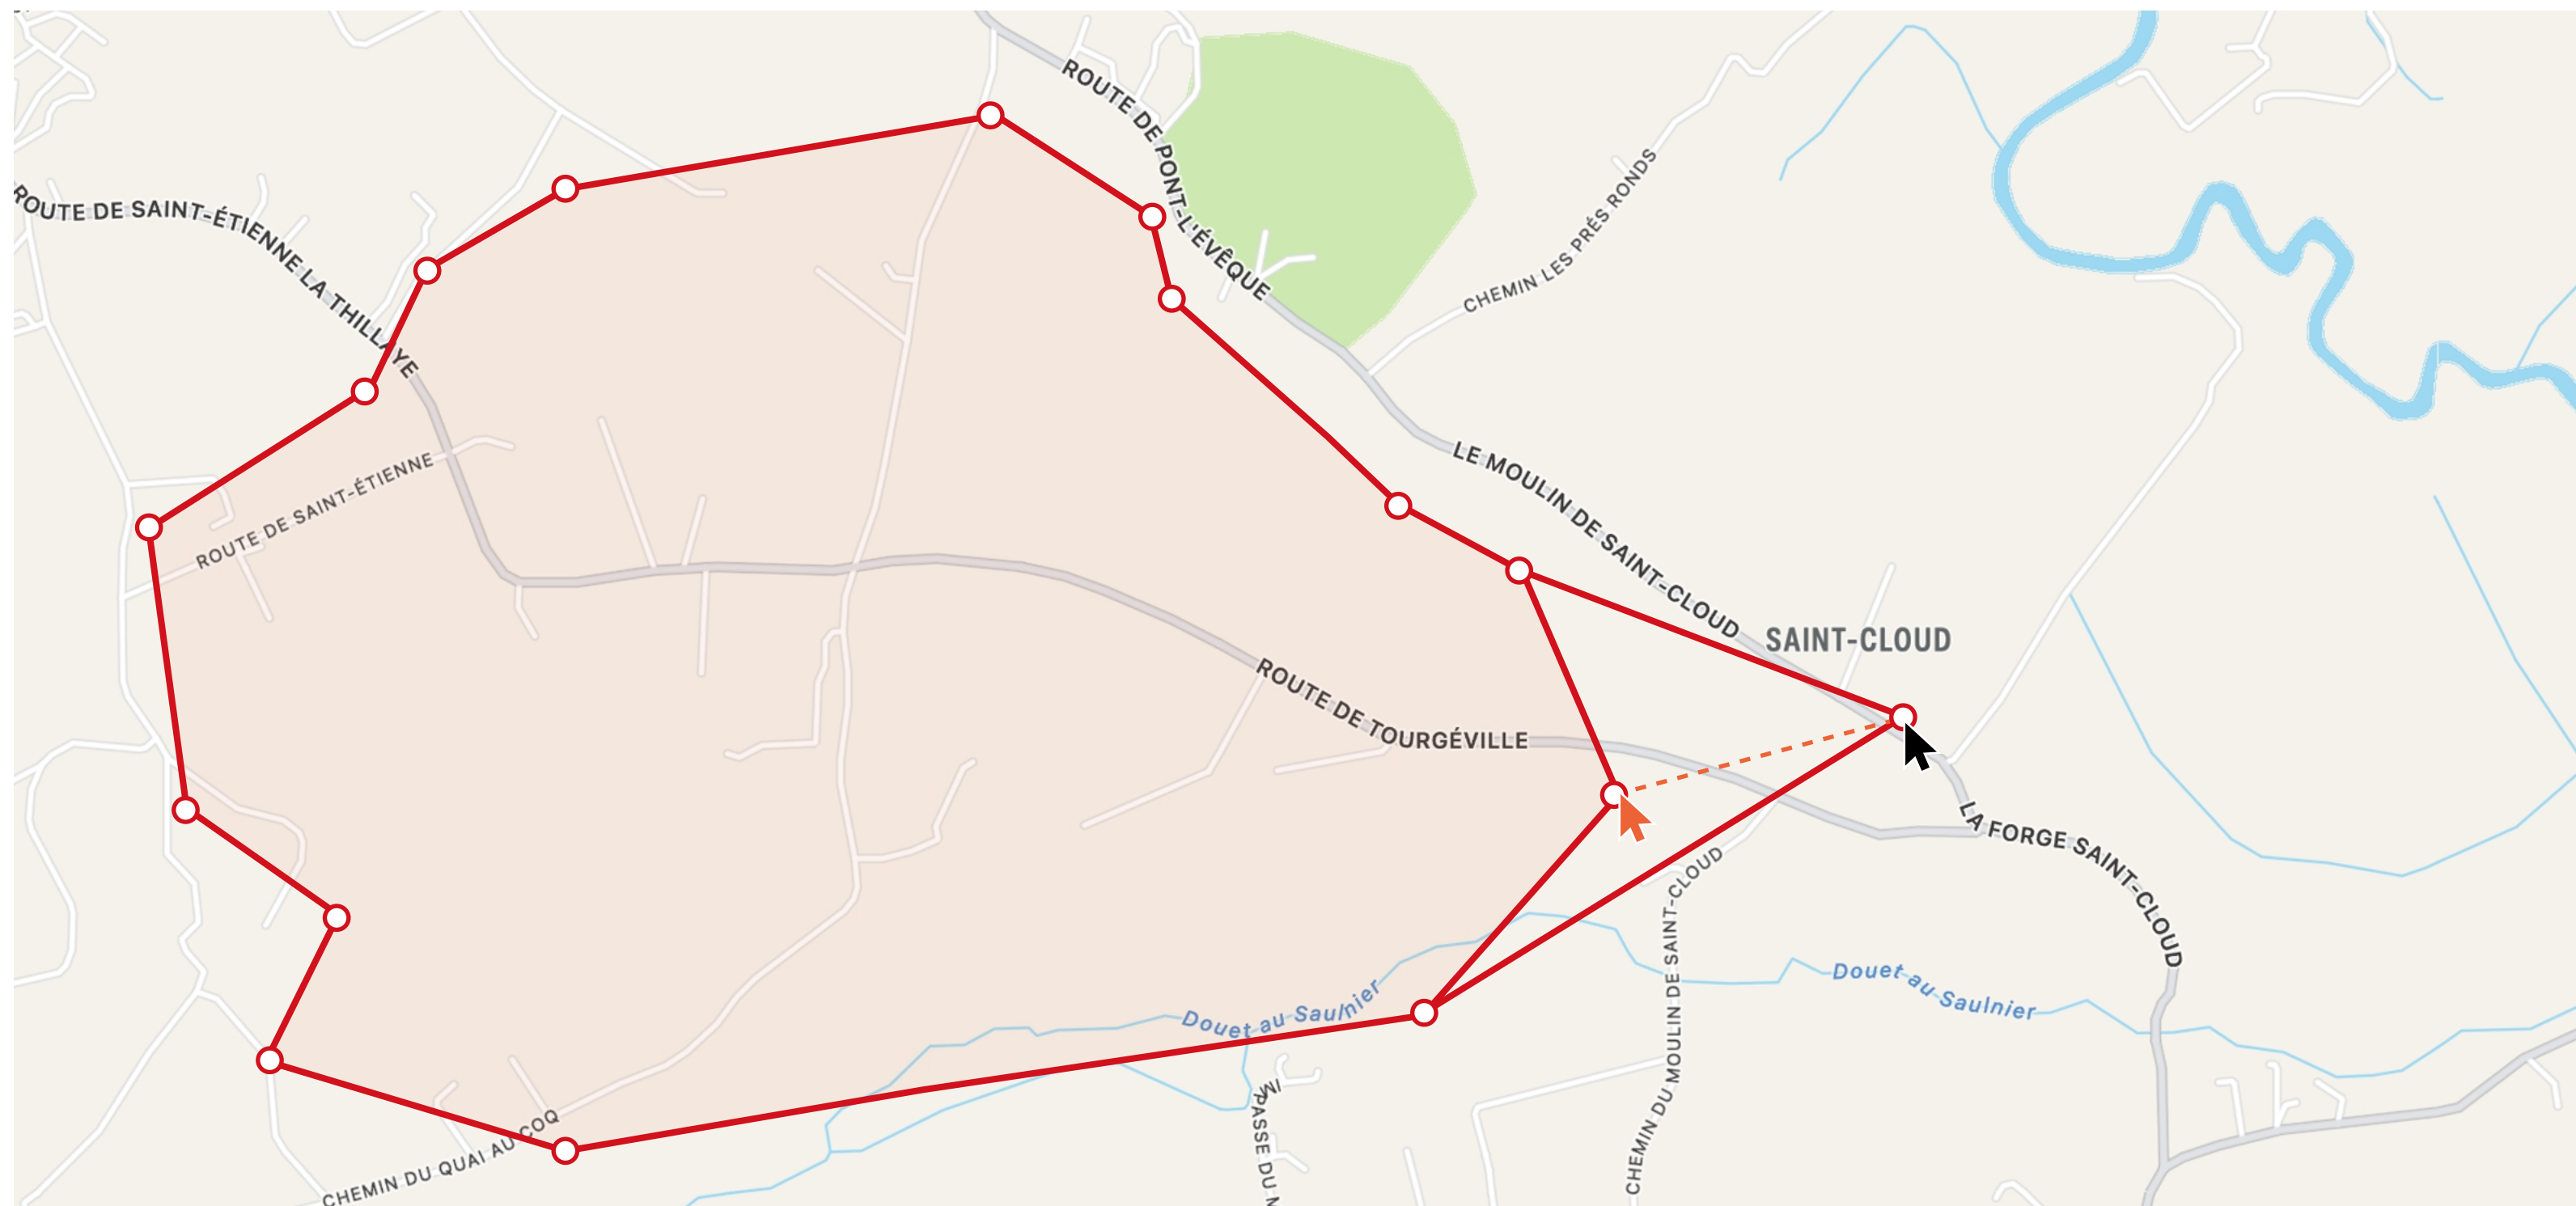 ROUTE DE PONT-L'ÉVÊQUE
CHEMIN LES PRÉS RONDS
ROUTE DE SAINT-ÉTIENNE LA THILLAYE
ROUTE DE SAINT-ÉTIENNE
LE MOULIN DE SAINT-CLOUD
SAINT-CLOUD
ROUTE DE TOURGÉVILLE
LA FORGE SAINT-CLOUD
CHEMIN DU MOULIN DE SAINT-CLOUD
Douet au Saulnier
Douet au Saulnier
IMPASSE DU M
CHEMIN DU QUAI AU COQ